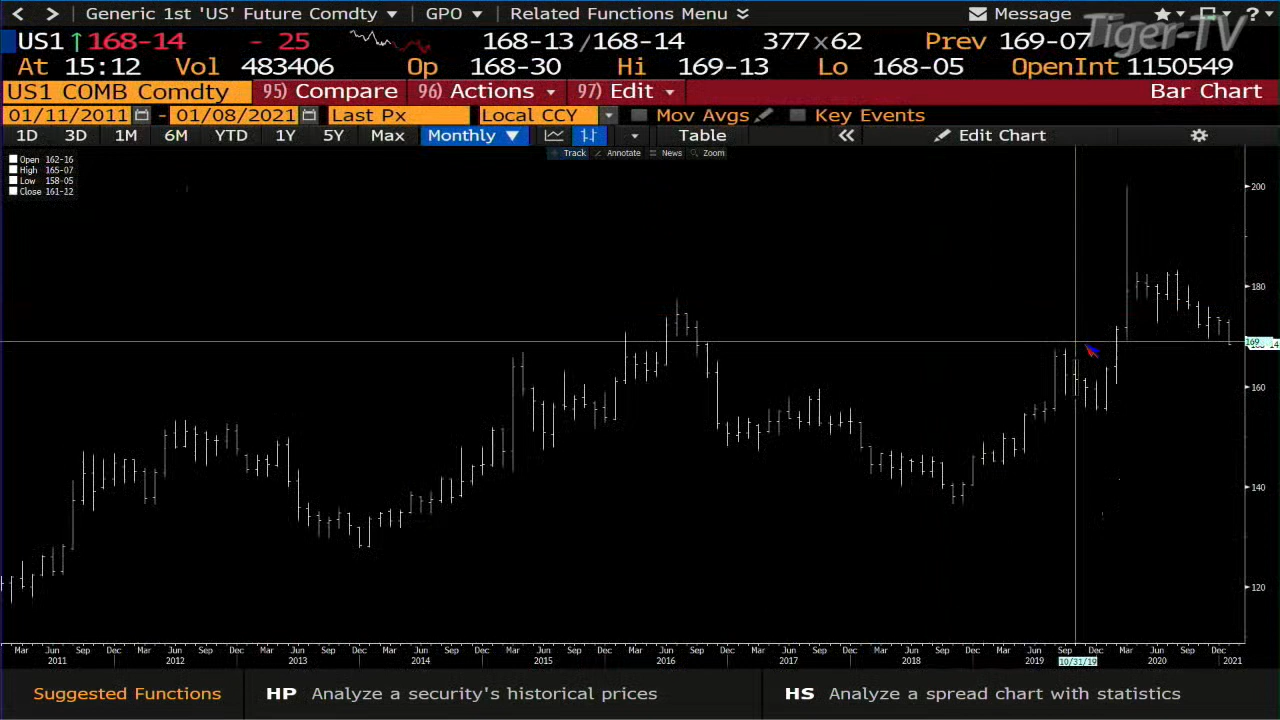 < > Generic 1st 'US' Future Comdty GPO Related Functions Menu Message ?
US1 168-14 - 25 168-13 / 168-14 377 x 62 Prev 169-07 Tiger-TV
At 15:12 Vol 483406 Op 168-30 Hi 169-13 Lo 168-05 OpenInt 1150549
US1 COMB Comdty 95) Compare 96) Actions 97) Edit Bar Chart
01/11/2011 - 01/08/2021 Last Px Local CCY Mov Avgs Key Events
1D 3D 1M 6M YTD 1Y 5Y Max Monthly Table « Edit Chart
Track Annotate News Zoom
Open 162-16
High 165-07
Low 158-05
Close 161-22
200
180
169
160
140
120
Mar Jun Sep Dec Mar Jun Sep Dec Mar Jun Sep Dec Mar Jun Sep Dec Mar Jun Sep Dec Mar Jun Sep Dec Mar Jun Sep Dec Mar Jun Sep Dec Mar Jun Sep Dec Mar Jun Sep Dec
2011 2012 2013 2014 2015 2016 2017 2018 2019 10/31/19 2020 2021
Suggested Functions HP Analyze a security's historical prices HS Analyze a spread chart with statistics